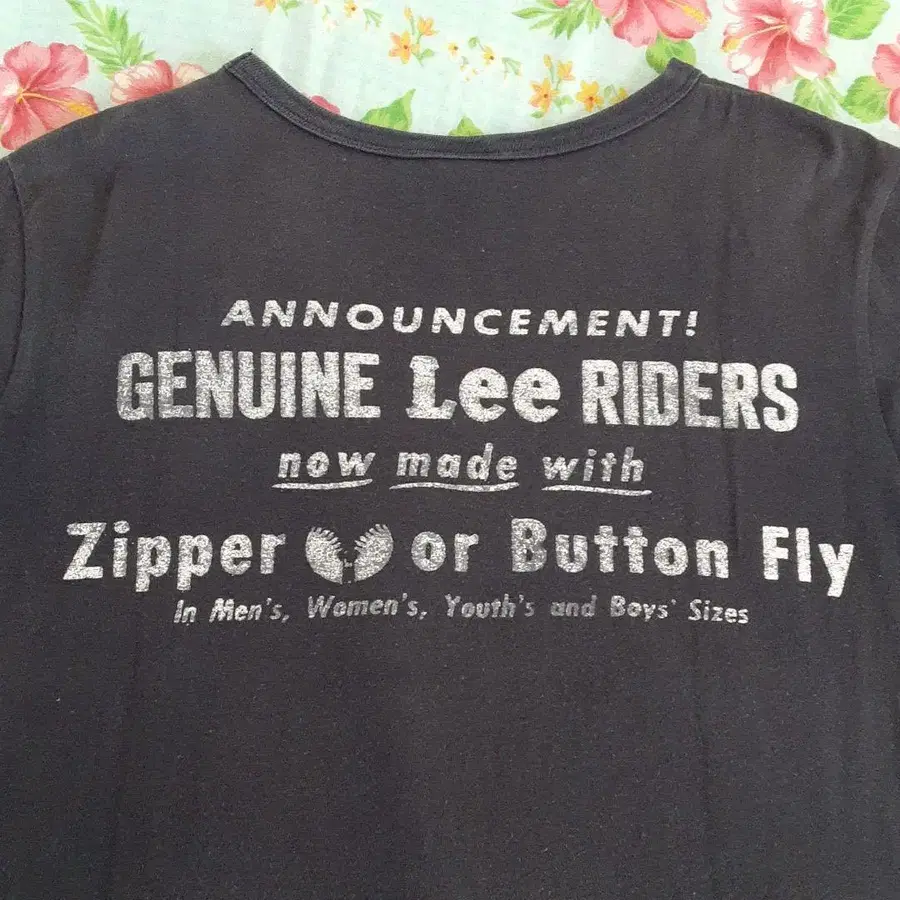 ANNOUNCEMENT!
GENUINE Lee RIDERS
now made with
Zipper or Button Fly
In Men's, Women's, Youth's and Boys' Sizes